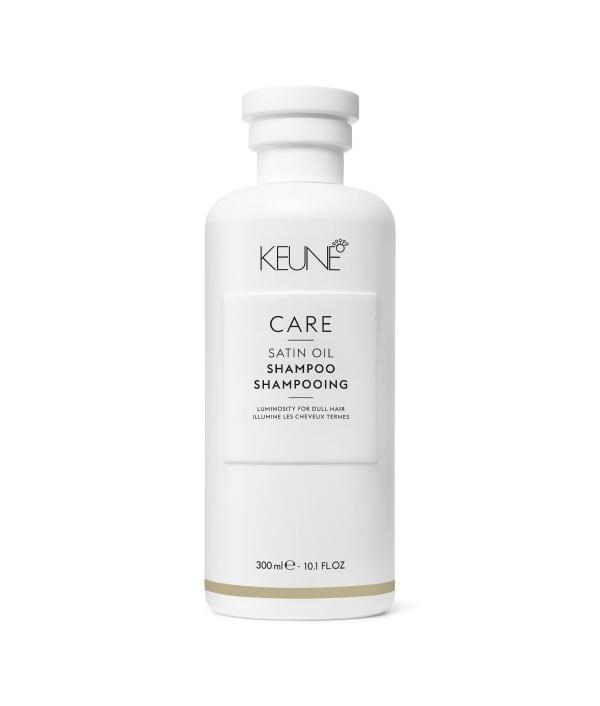 KEUNE
CARE
SATIN OIL
SHAMPOO
SHAMPOOING
LUMINOSITY FOR DULL HAIR
ILLUMINE LES CHEVEUX TERNES
300 ml ℮ - 10.1 FL.OZ